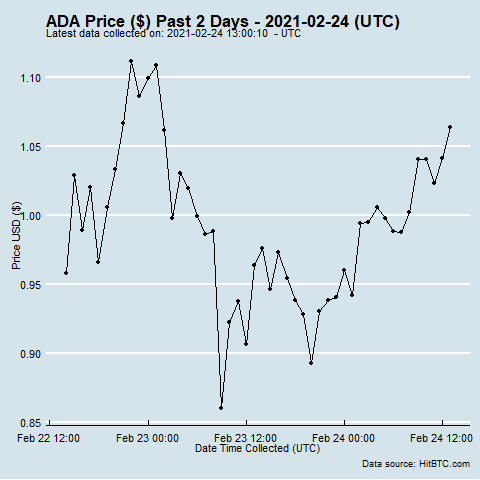 ADA Price ($) Past 2 Days - 2021-02-24 (UTC)
Latest data collected on: 2021-02-24 13:00:10 - UTC
Price USD ($)
1.10
1.05
1.00
0.95
0.90
0.85
Feb 22 12:00 Feb 23 00:00 Feb 23 12:00 Feb 24 00:00 Feb 24 12:00
Date Time Collected (UTC)
Data source: HitBTC.com